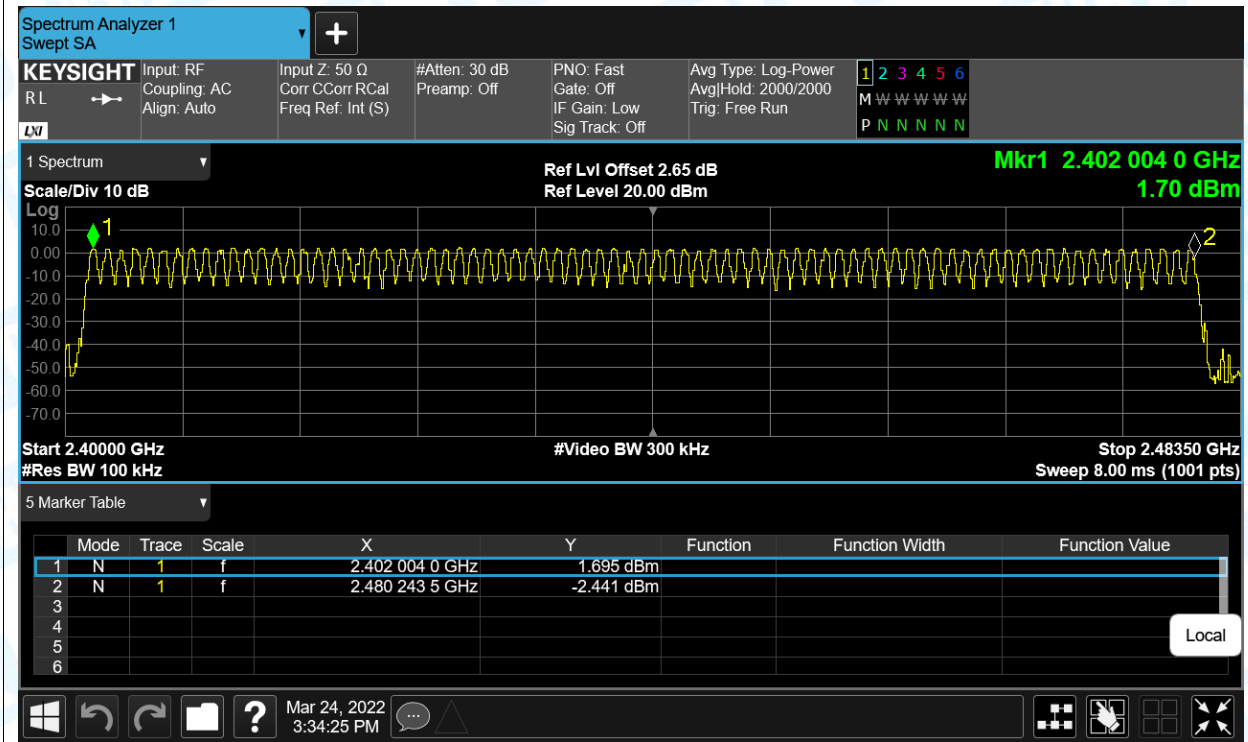 Spectrum Analyzer 1
Swept SA
+
KEYSIGHT
R L
LXI
Input: RF
Coupling: AC
Align: Auto
Input Z: 50 Ω
Corr CCorr RCal
Freq Ref: Int (S)
#Atten: 30 dB
Preamp: Off
PNO: Fast
Gate: Off
IF Gain: Low
Sig Track: Off
Avg Type: Log-Power
Avg|Hold: 2000/2000
Trig: Free Run
1 2 3 4 5 6
M W W W W W
P N N N N N
1 Spectrum
Scale/Div 10 dB
Ref Lvl Offset 2.65 dB
Ref Level 20.00 dBm
Mkr1 2.402 004 0 GHz
1.70 dBm
Log
10.0
0.00
-10.0
-20.0
-30.0
-40.0
-50.0
-60.0
-70.0
1
2
Start 2.40000 GHz
#Res BW 100 kHz
#Video BW 300 kHz
Stop 2.48350 GHz
Sweep 8.00 ms (1001 pts)
5 Marker Table
Mode Trace Scale X Y Function Function Width Function Value
1 N 1 f 2.402 004 0 GHz 1.695 dBm
2 N 1 f 2.480 243 5 GHz -2.441 dBm
3
4
5
6
Local
?
Mar 24, 2022
3:34:25 PM